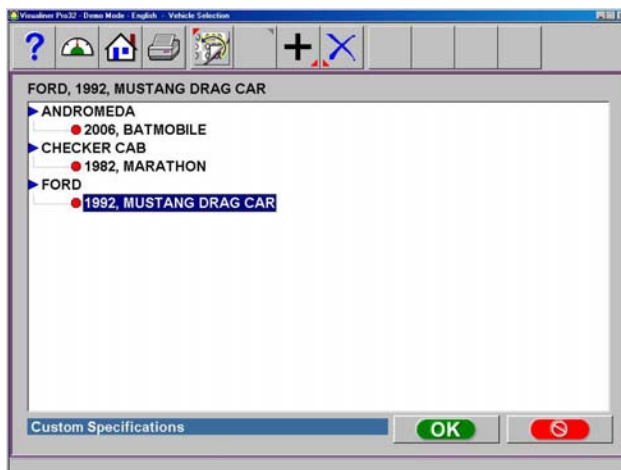 Visualiner Pro32 - Demo Mode - English - Vehicle Selection
?
FORD, 1992, MUSTANG DRAG CAR
ANDROMEDA
2006, BATMOBILE
CHECKER CAB
1982, MARATHON
FORD
1992, MUSTANG DRAG CAR
Custom Specifications
OK